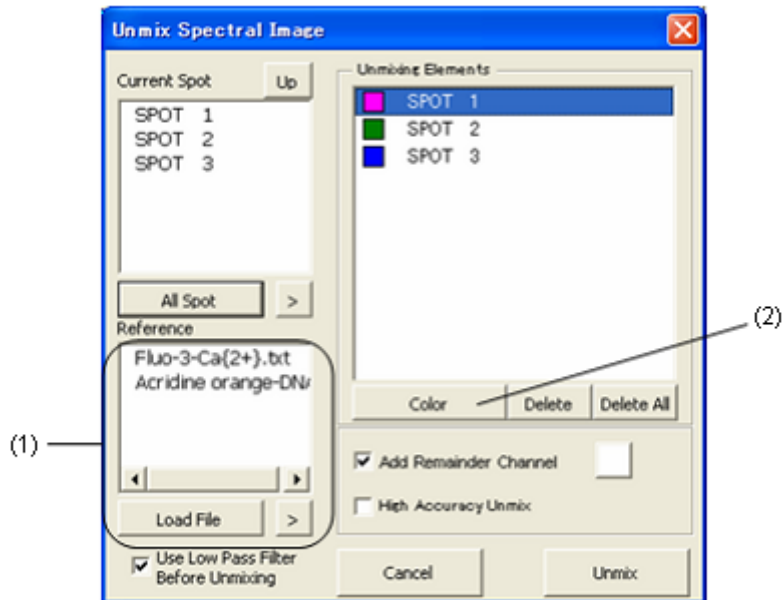 Unmix Spectral Image
Current Spot
Up
SPOT 1
SPOT 2
SPOT 3
All Spot
>
Reference
Fluo-3-Ca{2+}.txt
Acridine orange-DN
Load File
>
Use Low Pass Filter
Before Unmixing
Unmixing Elements
SPOT 1
SPOT 2
SPOT 3
Color
Delete
Delete All
Add Remainder Channel
High Accuracy Unmix
Cancel
Unmix
(1)
(2)